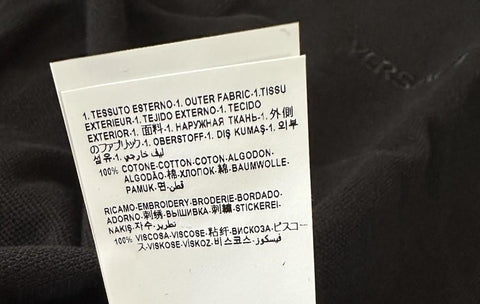 1. TESSUTO ESTERNO-1. OUTER FABRIC-1.TISSU
EXTERIEUR-1. TEJIDO EXTERNO-1. TECIDO
EXTERIOR-1. 面料-1. НАРУЖНАЯ ТКАНЬ-1. 外側
のファブリック-1. OBERSTOFF-1. DIŞ KUMAŞ-1. 외부
섬유-1. ليف خارجي
100% COTONE-COTTON-COTON-ALGODON-
ALGODÃO-棉-ХЛОПОК-綿-BAUMWOLLE-
PAMUK-면-قطن
RICAMO-EMBROIDERY-BRODERIE-BORDADO-
ADORNO-刺绣-ВЫШИВКА-刺繍-STICKEREI-
NAKIŞ-자수-تطريز
100% VISCOSA-VISCOSE-粘纤-ВИСКОЗА-ビスコー
ス-VISKOSE-VİSKOZ-비스코스-فيسكوز